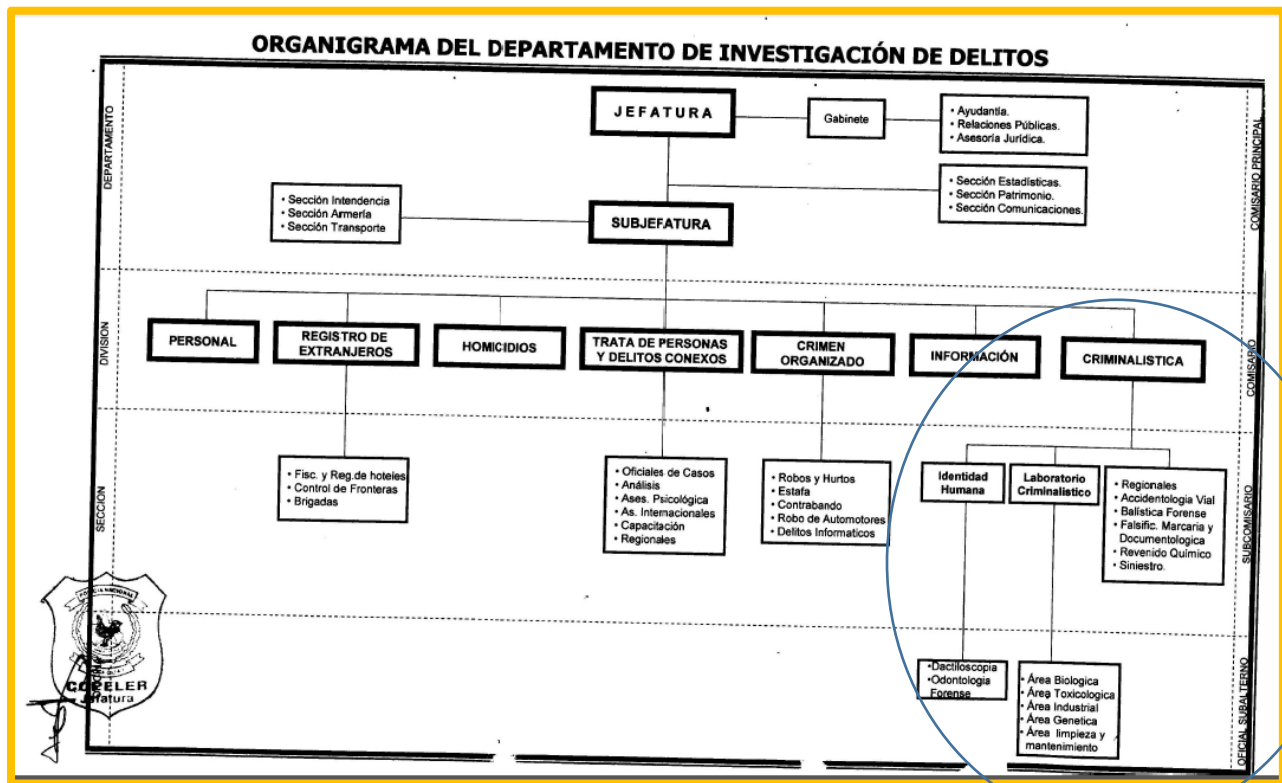 ORGANIGRAMA DEL DEPARTAMENTO DE INVESTIGACIÓN DE DELITOS
DEPARTAMENTO
JEFATURA
Gabinete
• Ayudantía.
• Relaciones Públicas.
• Asesoría Jurídica.
COMISARIO PRINCIPAL
• Sección Intendencia
• Sección Armería
• Sección Transporte
SUBJEFATURA
• Sección Estadísticas.
• Sección Patrimonio.
• Sección Comunicaciones.
DIVISION
PERSONAL
REGISTRO DE
EXTRANJEROS
HOMICIDIOS
TRATA DE PERSONAS
Y DELITOS CONEXOS
CRIMEN
ORGANIZADO
INFORMACIÓN
CRIMINALISTICA
COMISARIO
SECCION
• Fisc. y Reg.de hoteles
• Control de Fronteras
• Brigadas
• Oficiales de Casos
• Análisis
• Ases. Psicológica
• As. Internacionales
• Capacitación
• Regionales
• Robos y Hurtos
• Estafa
• Contrabando
• Robo de Automotores
• Delitos Informaticos
Identidad
Humana
Laboratorio
Criminalistico
• Regionales
• Accidentologia Vial
• Balística Forense
• Falsific. Marcaria y
Documentologica
• Revenido Químico
• Siniestro.
SUBCOMISARIO
POLICIA NACIONAL
COPELER
Jefatura
•Dactiloscopia
•Odontologia
Forense
• Área Biologica
• Área Toxicologica
• Área Industrial
• Área Genetica
• Área limpieza y
mantenimiento
OFICIAL SUBALTERNO